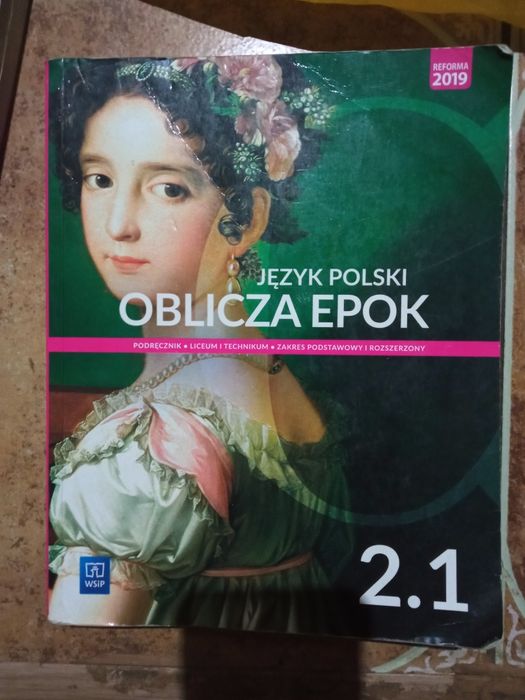 REFORMA
2019
JĘZYK POLSKI
OBLICZA EPOK
PODRĘCZNIK • LICEUM I TECHNIKUM • ZAKRES PODSTAWOWY I ROZSZERZONY
WSiP
2.1